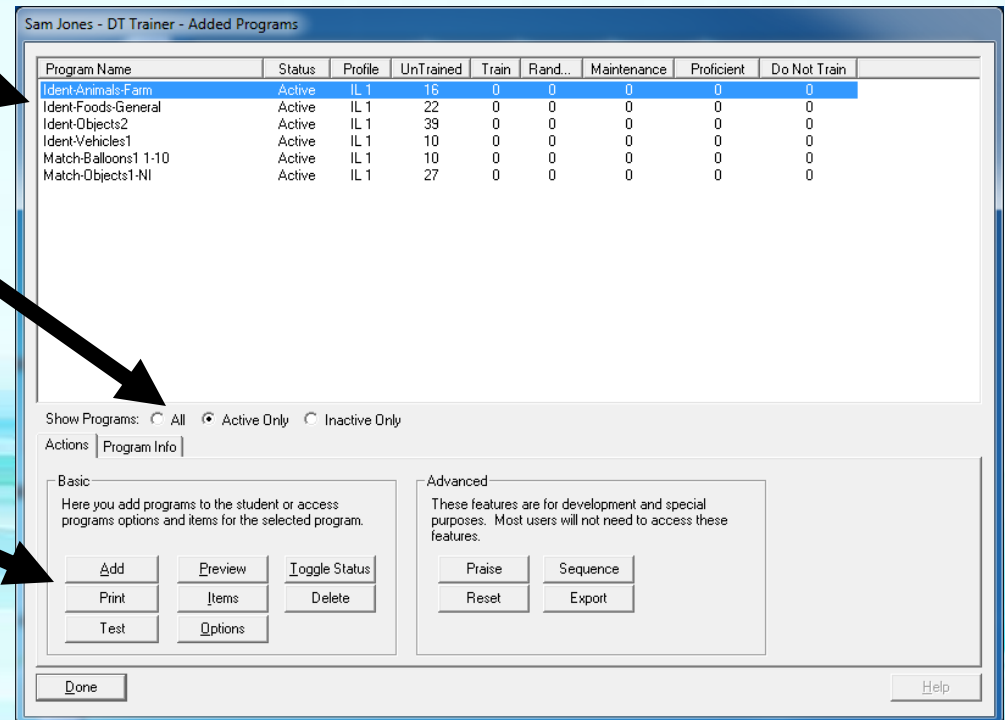 Sam Jones - DT Trainer - Added Programs
Program Name Status Profile UnTrained Train Rand... Maintenance Proficient Do Not Train
Ident-Animals-Farm Active IL 1 16 0 0 0 0 0
Ident-Foods-General Active IL 1 22 0 0 0 0 0
Ident-Objects2 Active IL 1 39 0 0 0 0 0
Ident-Vehicles1 Active IL 1 10 0 0 0 0 0
Match-Balloons1 1-10 Active IL 1 10 0 0 0 0 0
Match-Objects1-NI Active IL 1 27 0 0 0 0 0
Show Programs: All Active Only Inactive Only
Actions Program Info
Basic
Here you add programs to the student or access
programs options and items for the selected program.
Add Preview Toggle Status
Print Items Delete
Test Options
Advanced
These features are for development and special
purposes. Most users will not need to access these
features.
Praise Sequence
Reset Export
Done Help